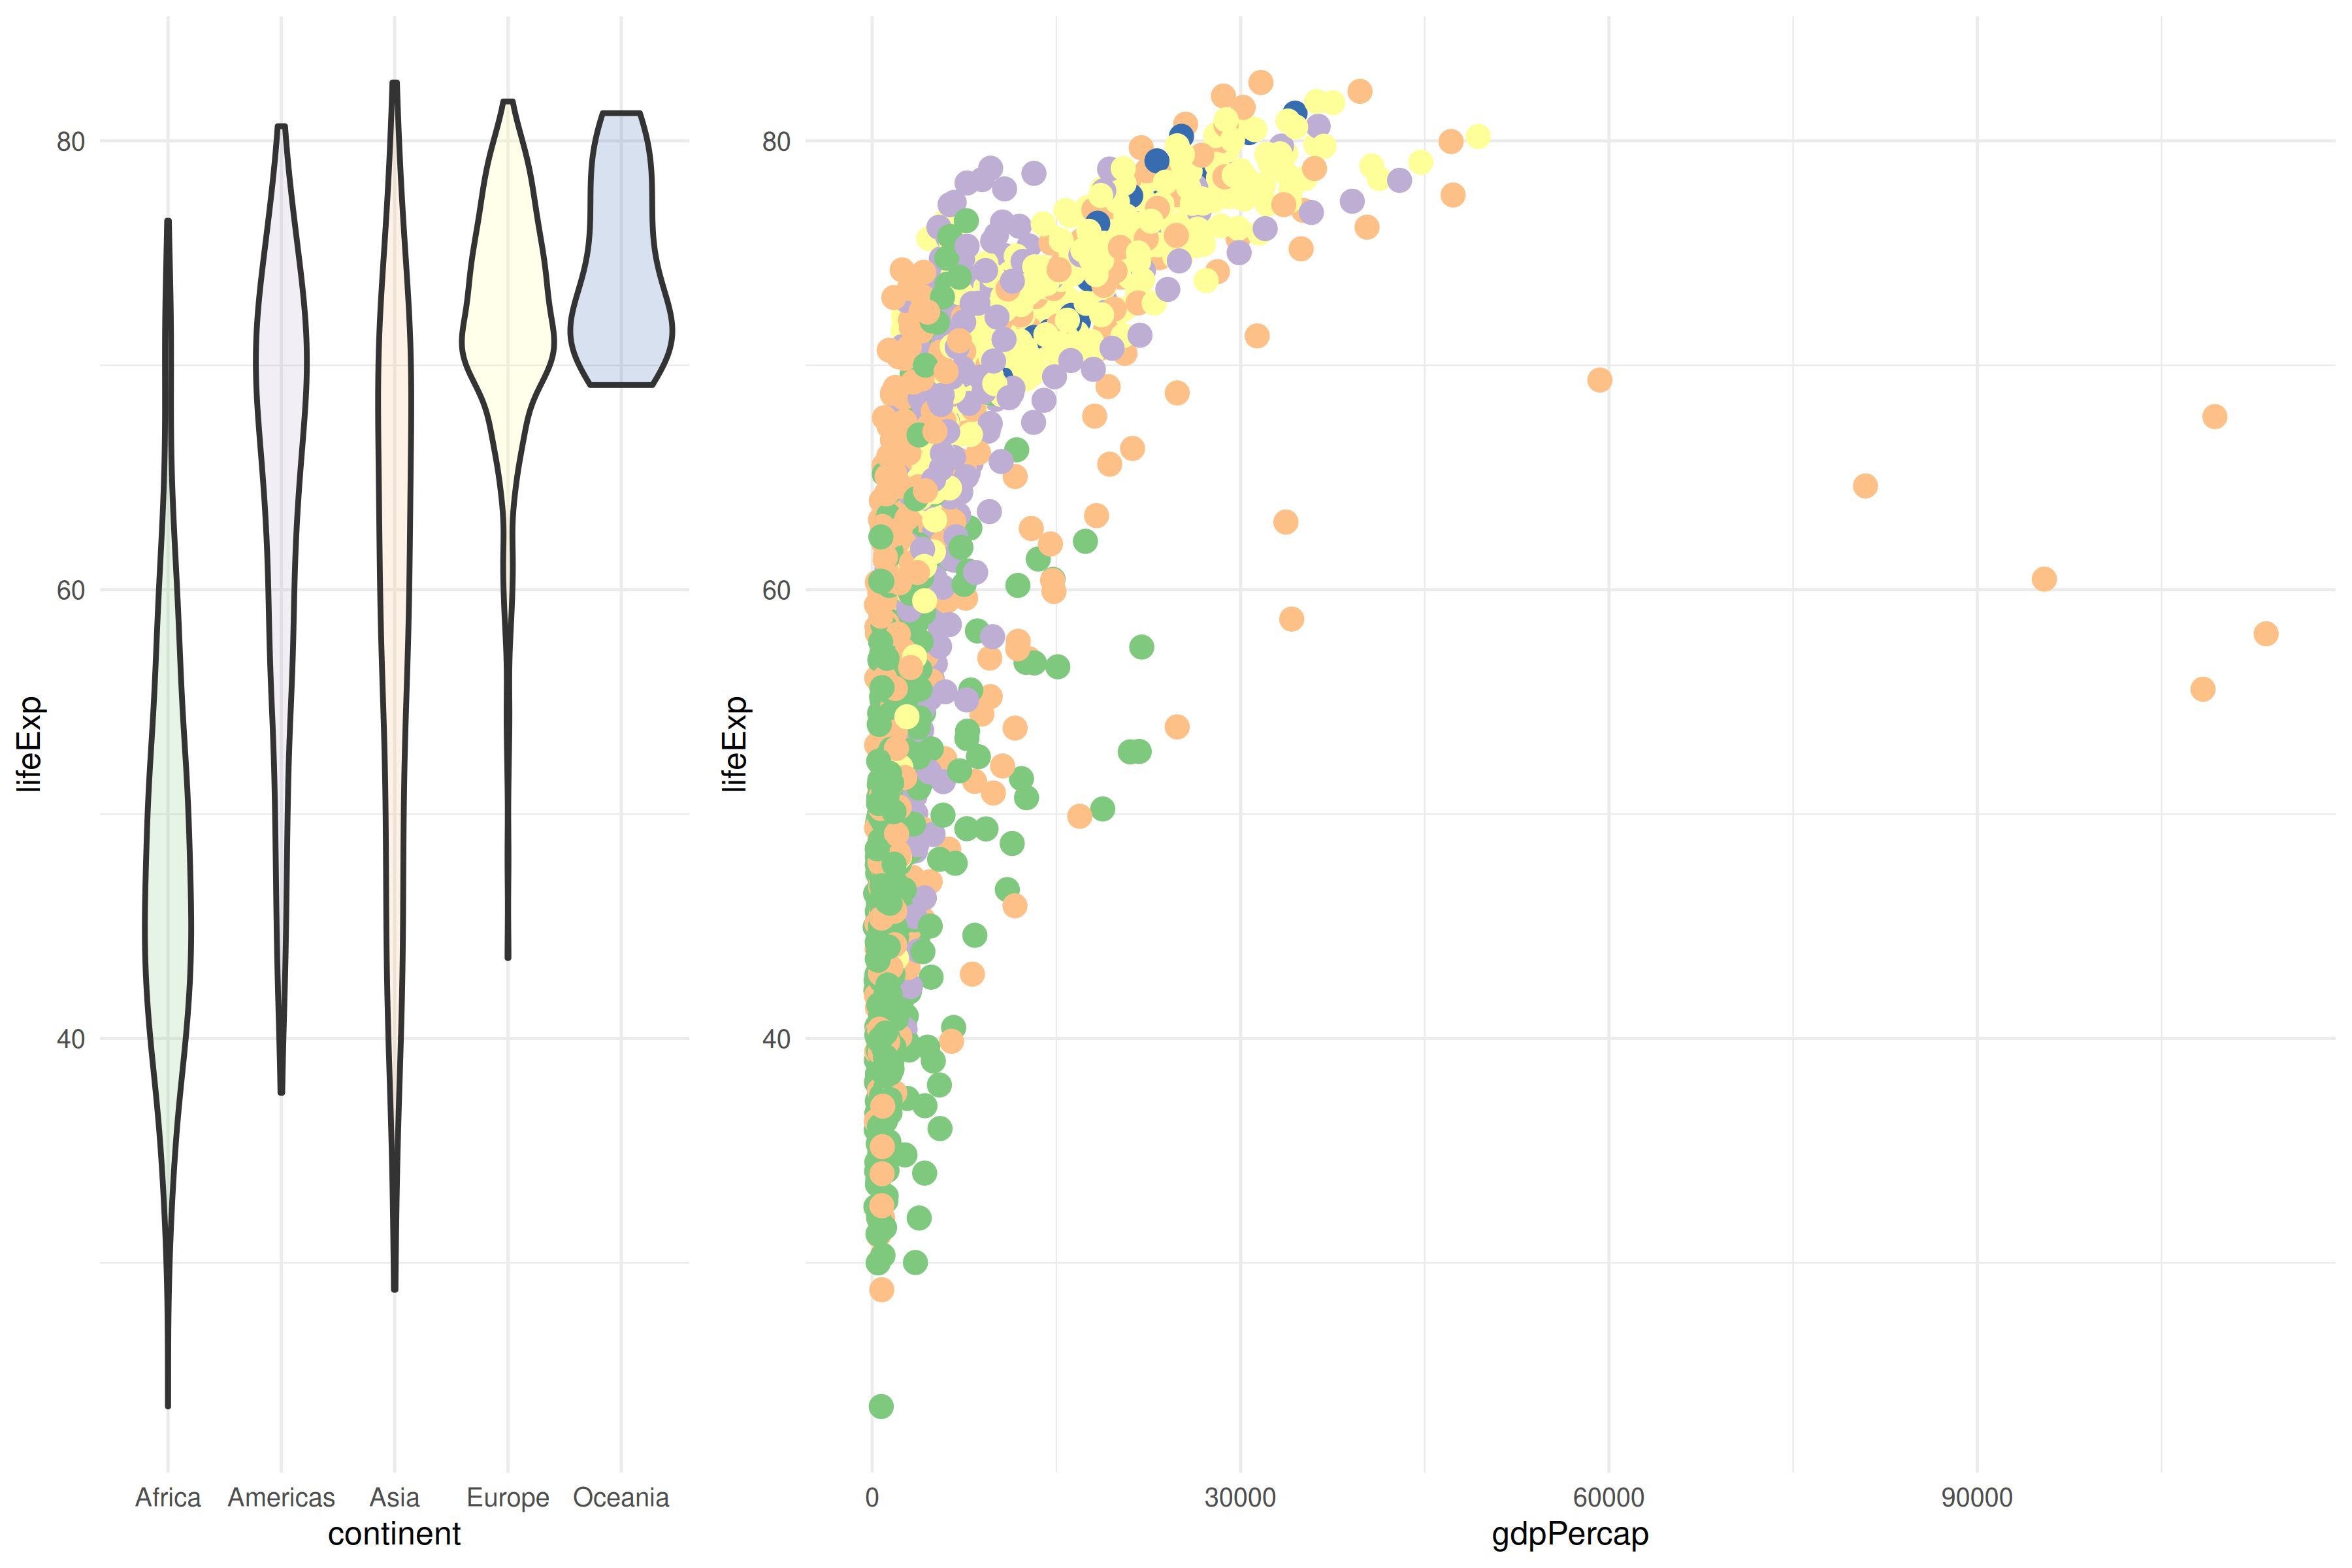 lifeExp
80
60
40
Africa Americas Asia Europe Oceania
continent
lifeExp
80
60
40
0 30000 60000 90000
gdpPercap